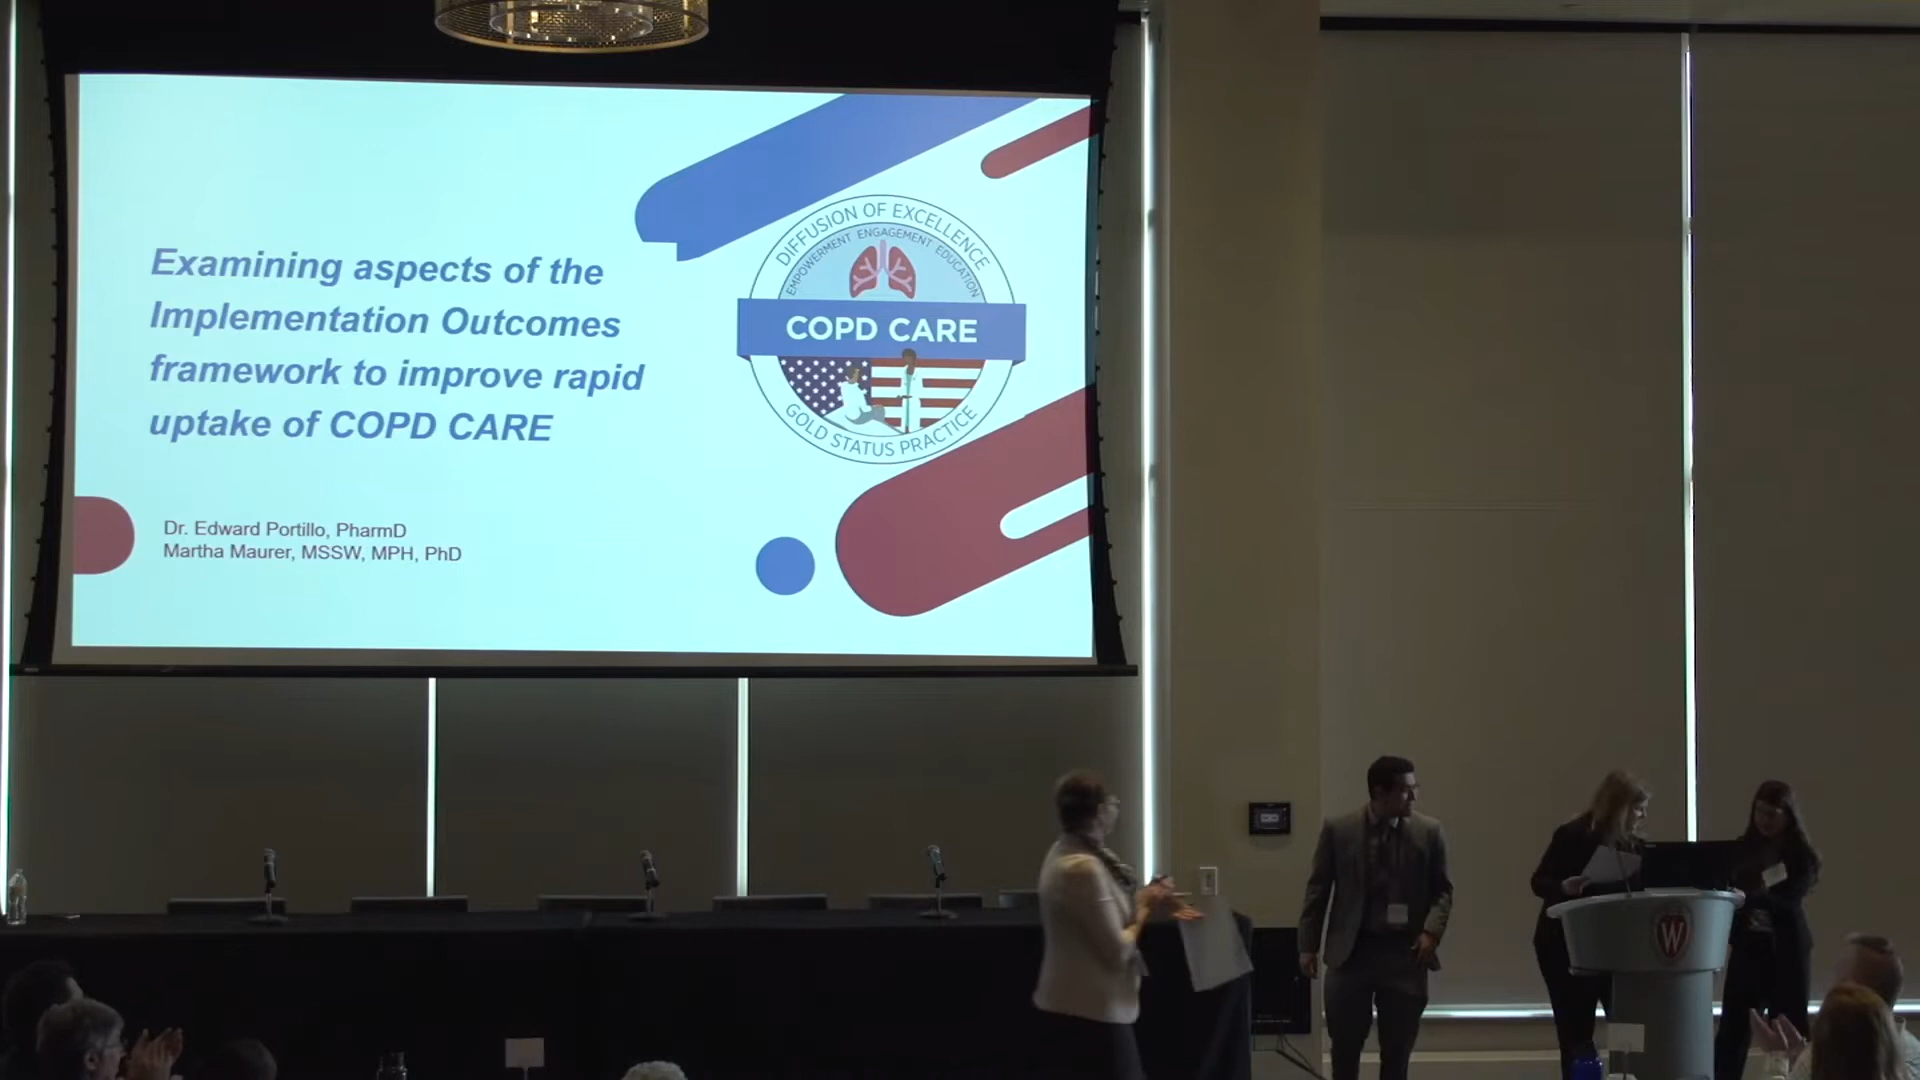 Examining aspects of the
Implementation Outcomes
framework to improve rapid
uptake of COPD CARE
Dr. Edward Portillo, PharmD
Martha Maurer, MSSW, MPH, PhD
DIFFUSION OF EXCELLENCE
EMPOWERMENT ENGAGEMENT EDUCATION
COPD CARE
GOLD STATUS PRACTICE
W